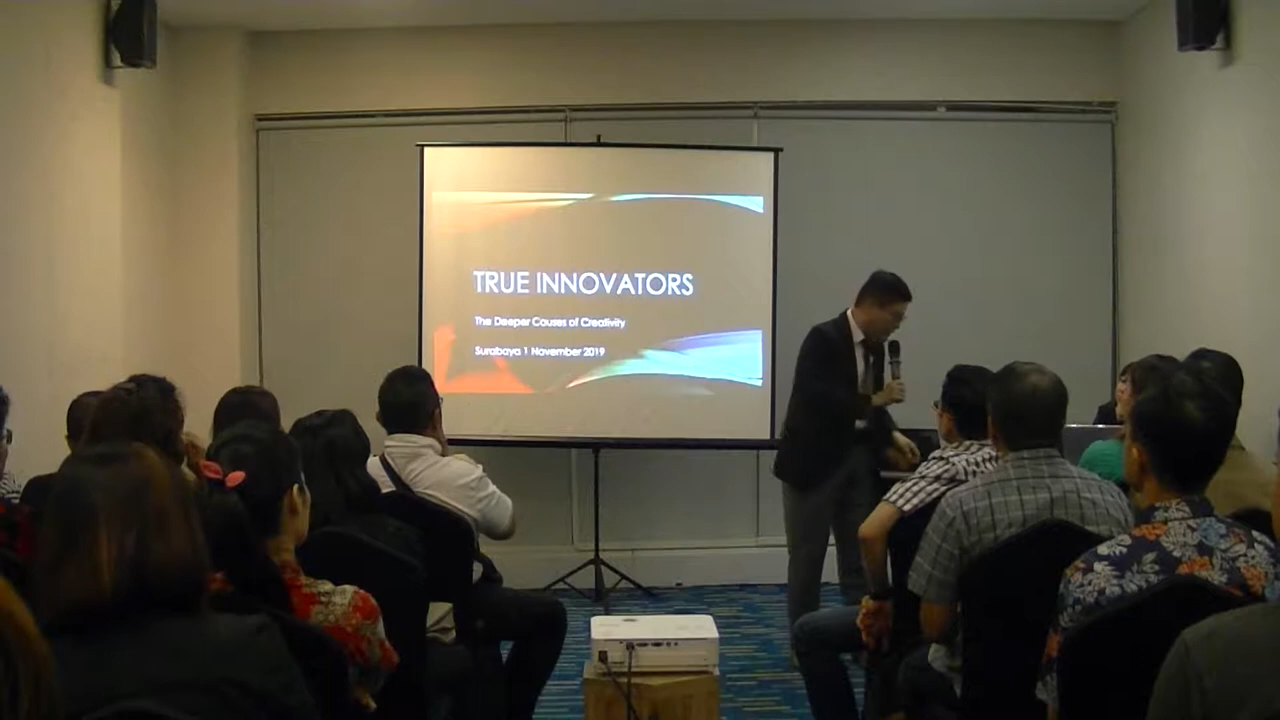 TRUE INNOVATORS
The Deeper Causes of Creativity
Surabaya 1 November 2019